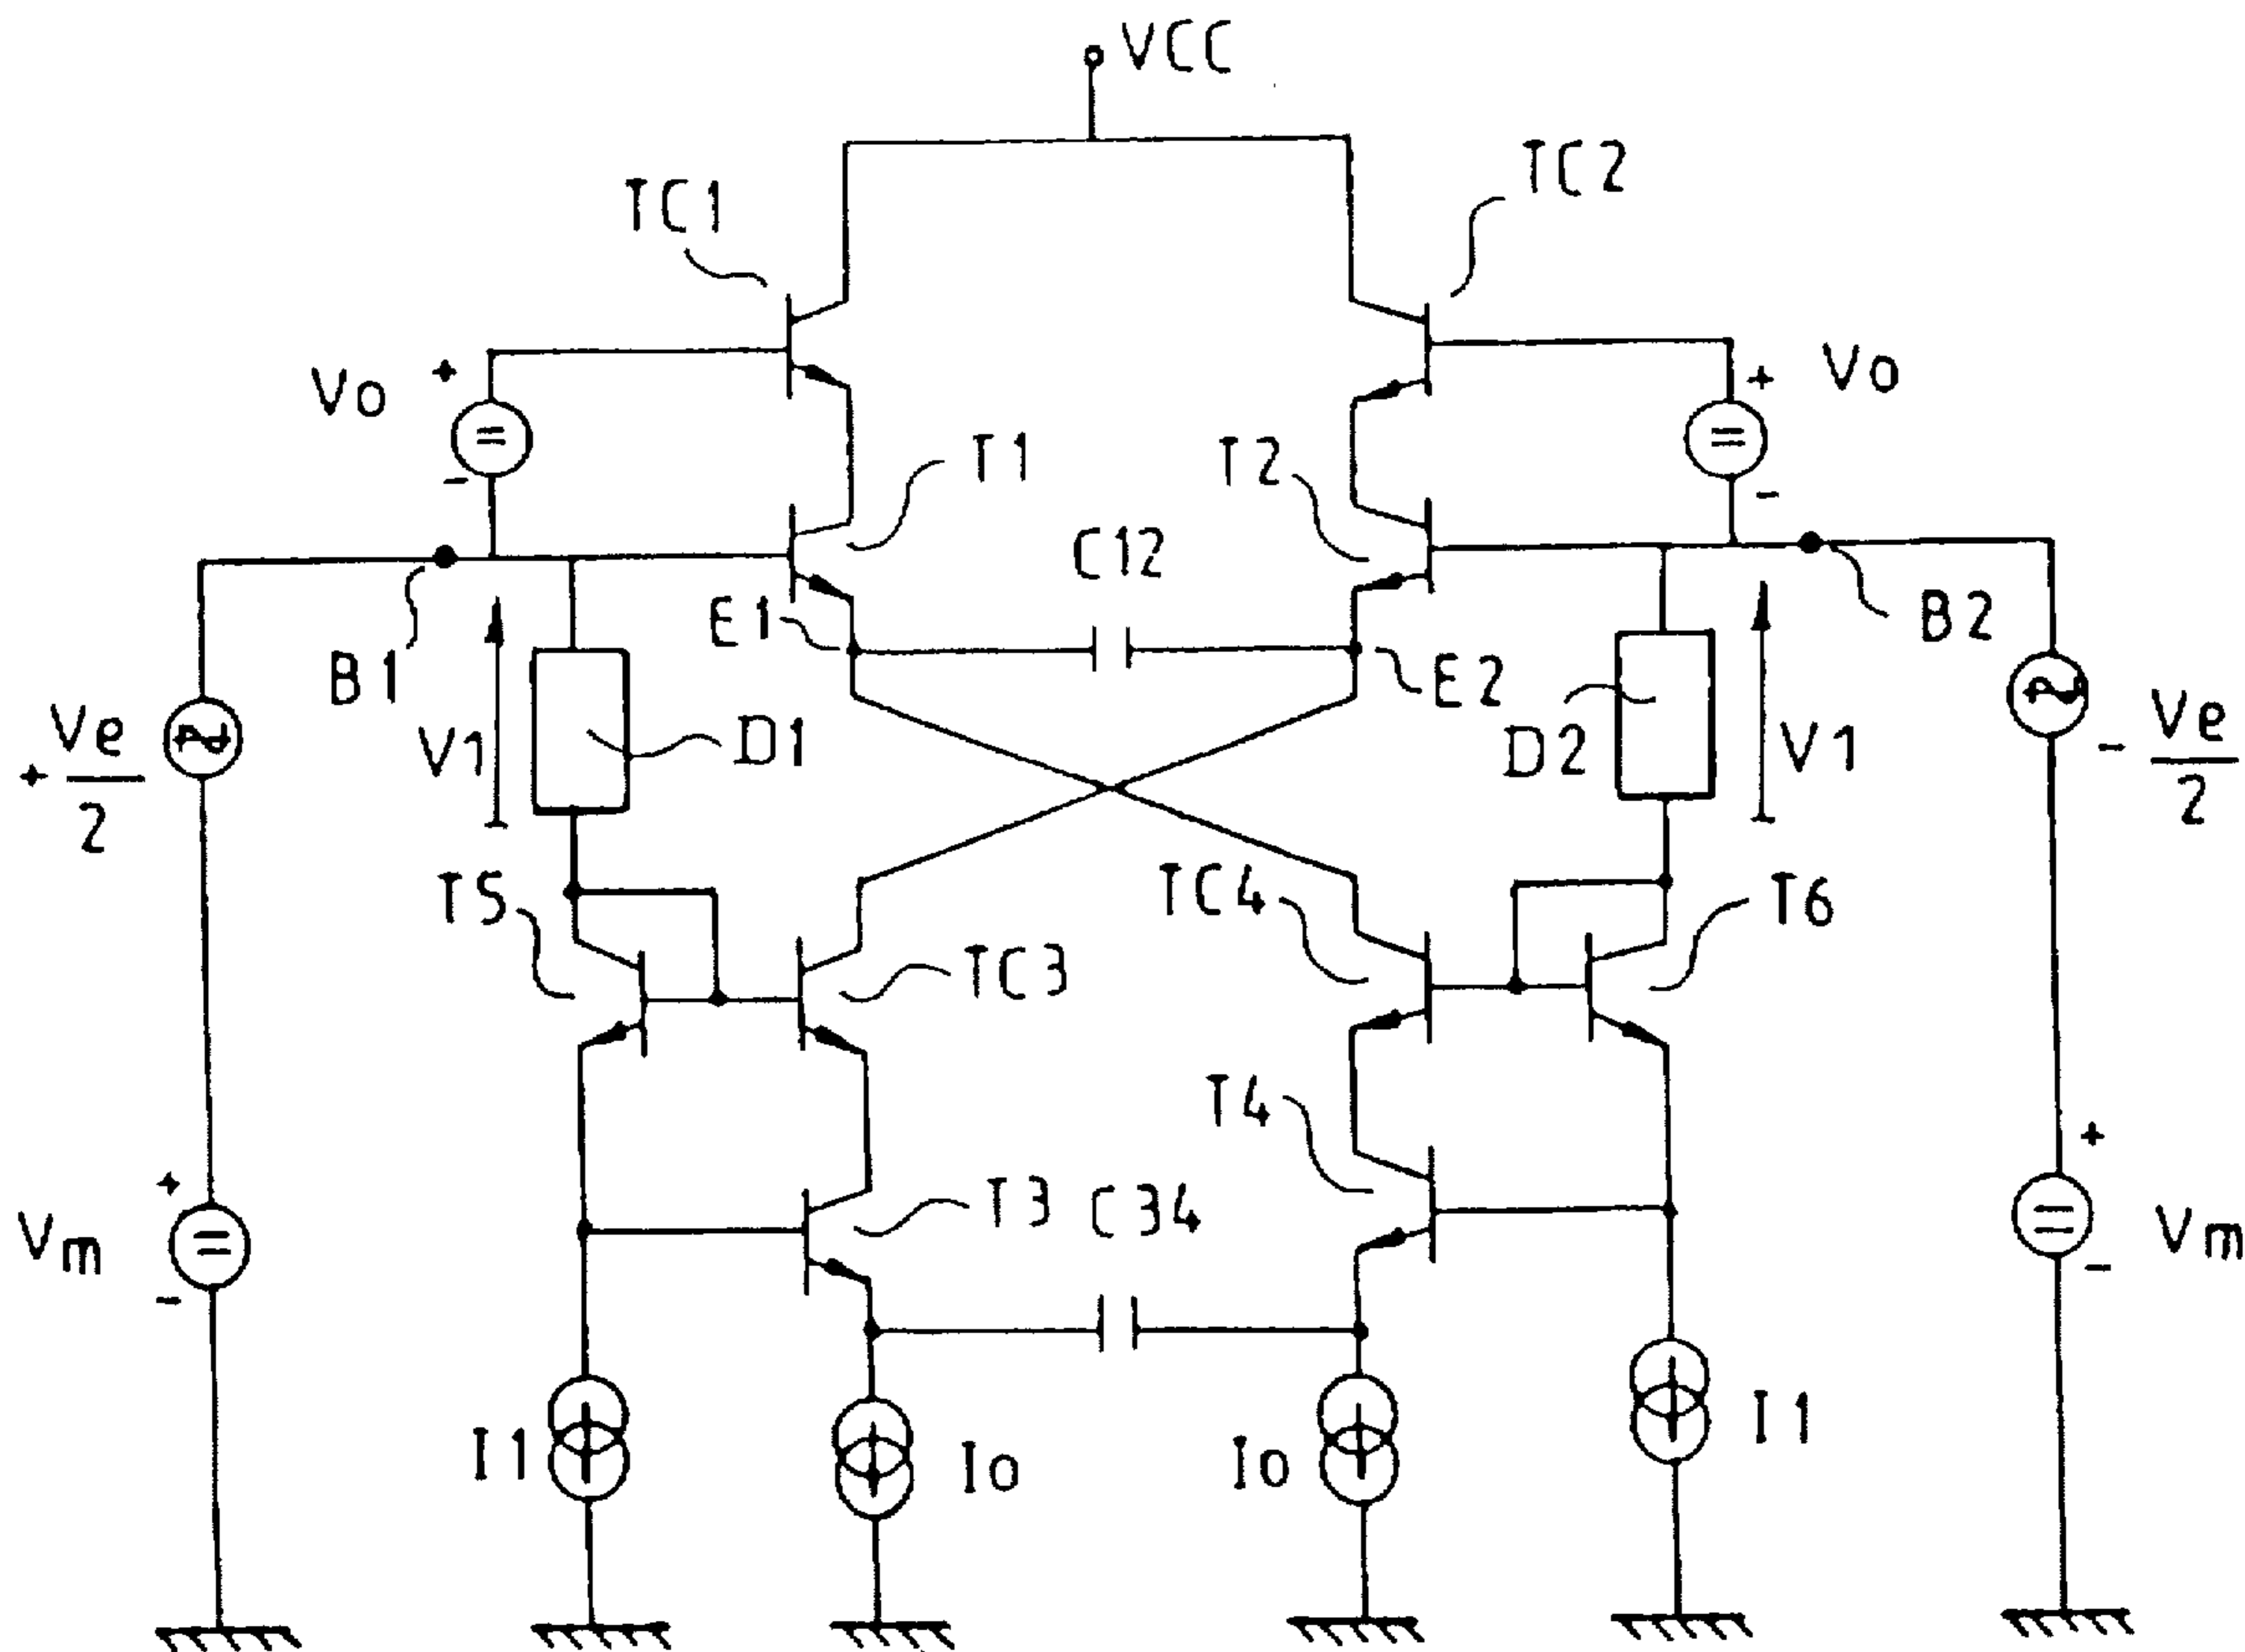 VCC
TC1
TC2
Vo
+
+
Vo
-
T1
T2
-
C12
B1
E1
E2
B2
+ Ve/2
V1
D1
D2
V1
- Ve/2
T5
TC3
TC4
T6
Vm
+
-
T3
C34
T4
+
-
Vm
I1
Io
Io
I1